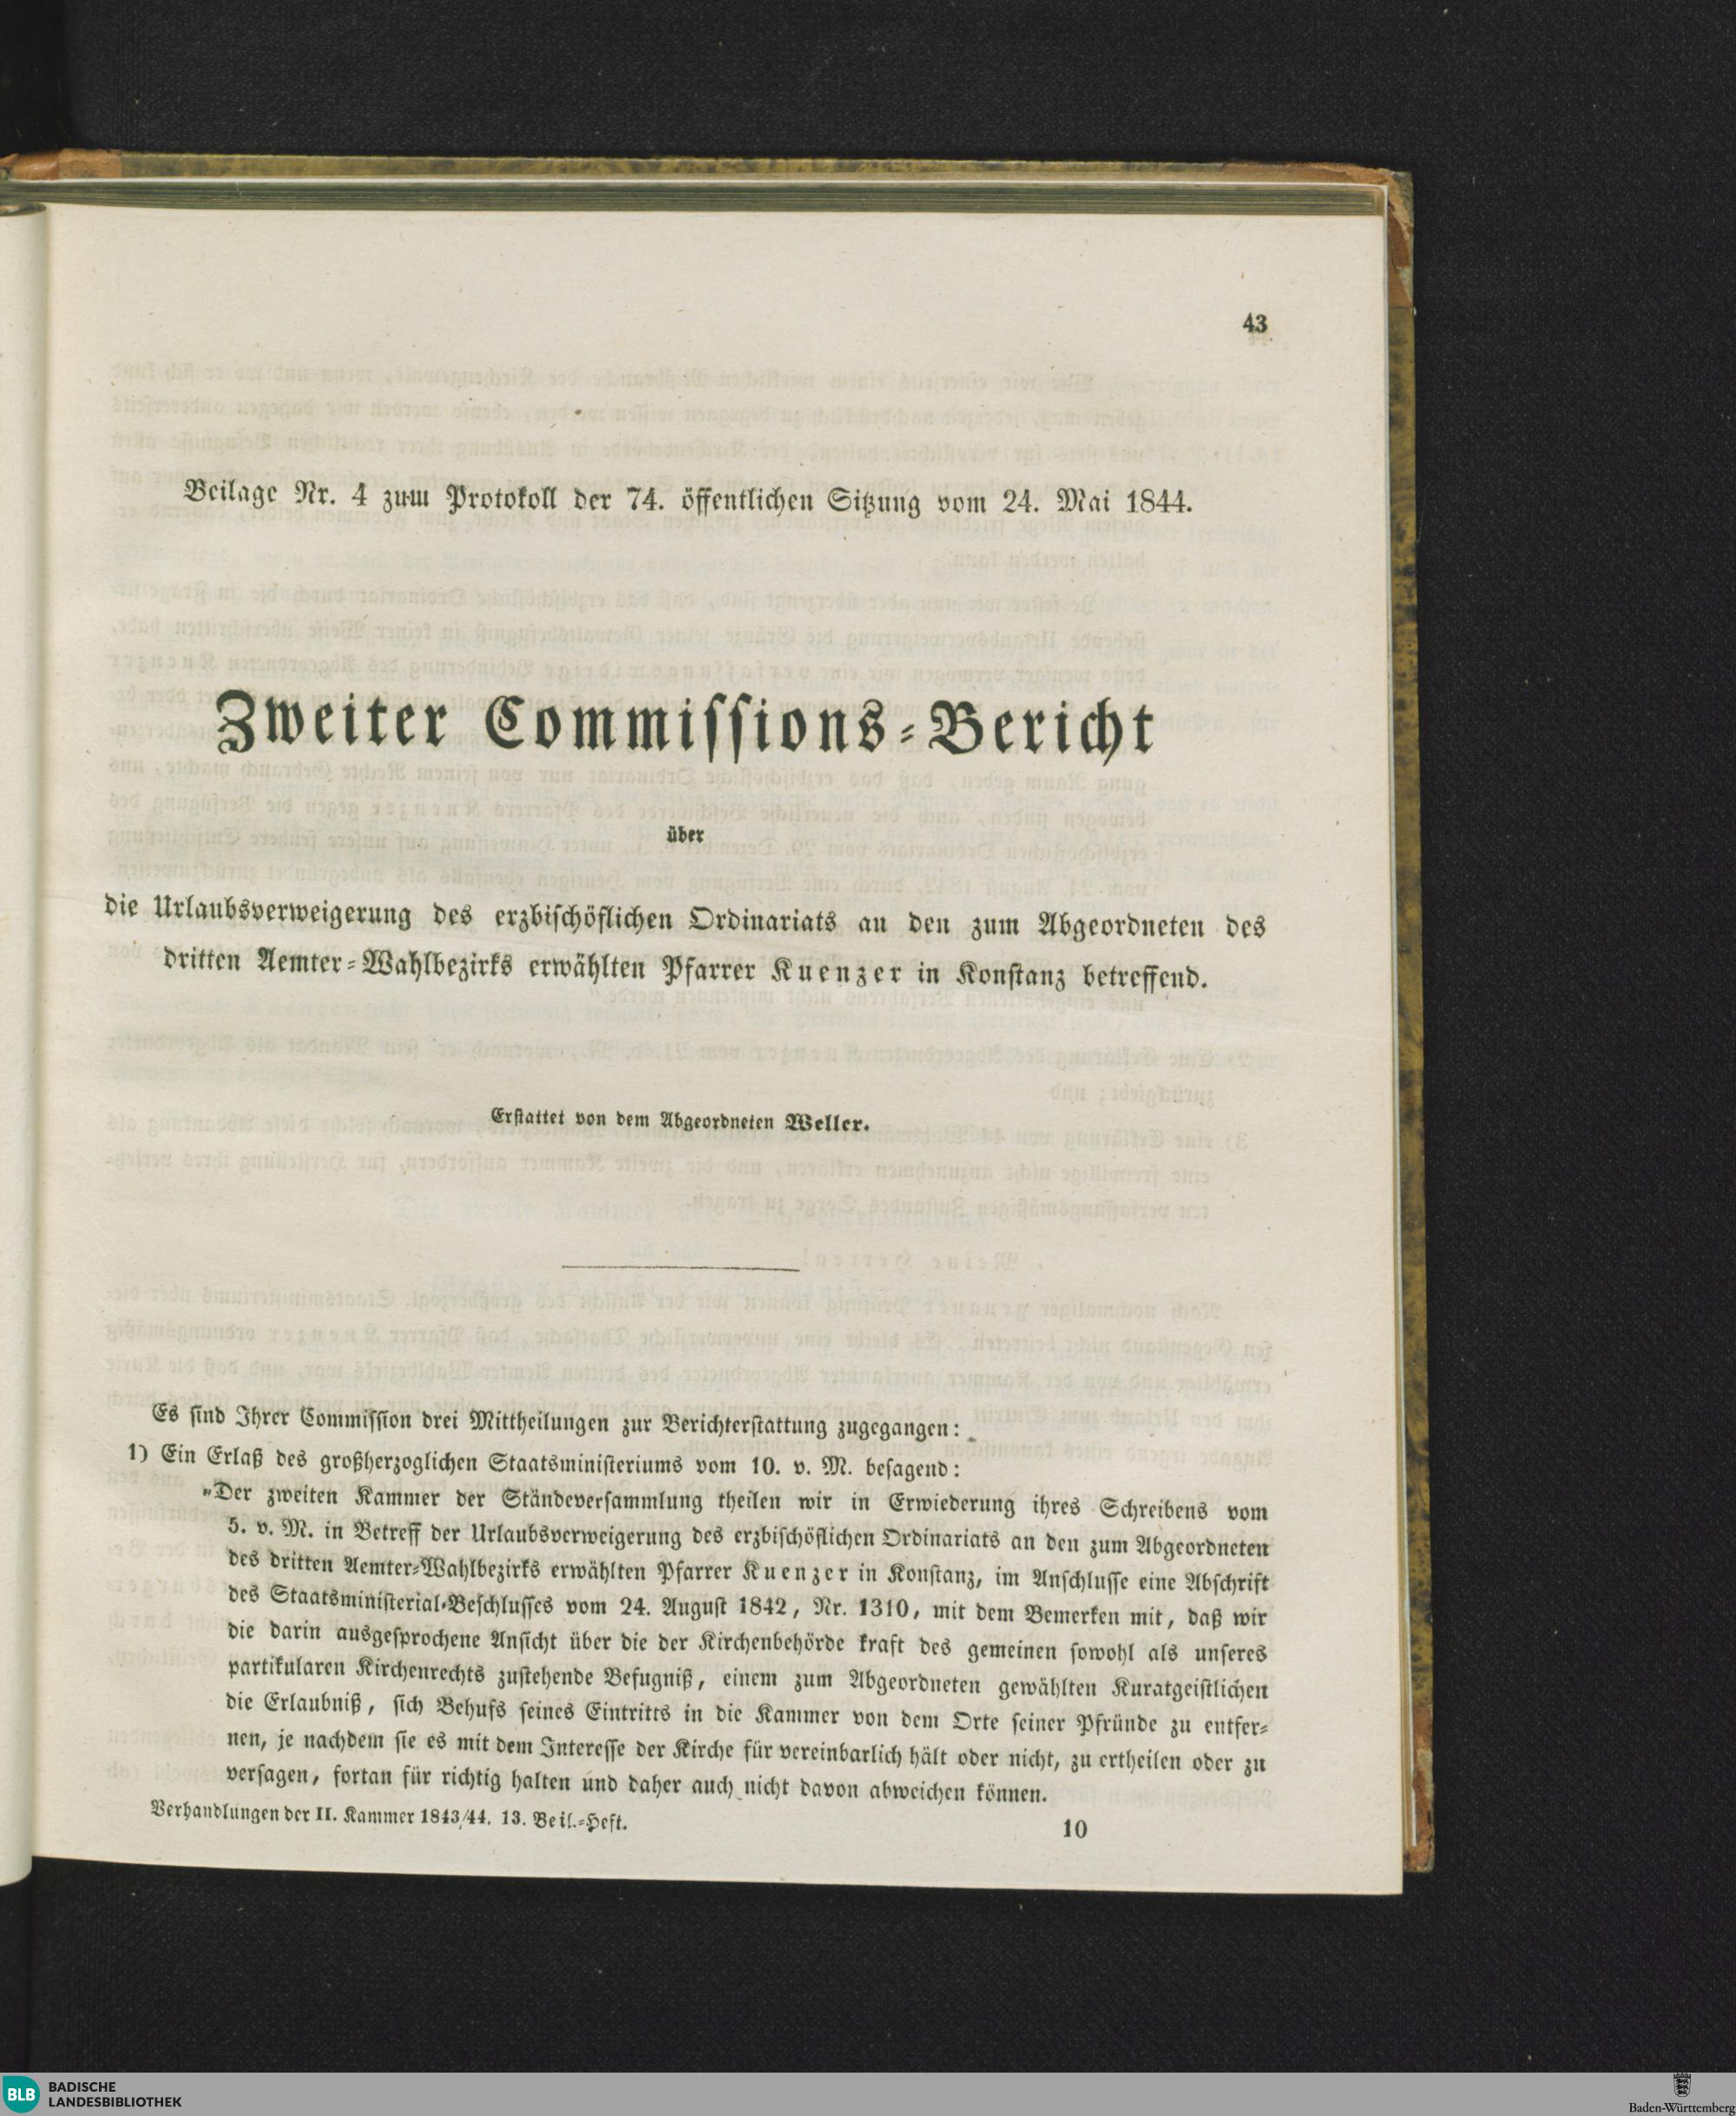 43
Beilage Nr. 4 zum Protokoll der 74. öffentlichen Sitzung vom 24. Mai 1844.
Zweiter Commissions-Bericht
über
die Urlaubsverweigerung des erzbischöflichen Ordinariats an den zum Abgeordneten des
dritten Aemter-Wahlbezirks erwählten Pfarrer Kuenzer in Konstanz betreffend.
Erstattet von dem Abgeordneten Weller.
Es sind Ihrer Commission drei Mittheilungen zur Berichterstattung zugegangen:
1) Ein Erlaß des großherzoglichen Staatsministeriums vom 10. v. M. besagend:
„Der zweiten Kammer der Ständeversammlung theilen wir in Erwiederung ihres Schreibens vom
5. v. M. in Betreff der Urlaubsverweigerung des erzbischöflichen Ordinariats an den zum Abgeordneten
des dritten Aemter-Wahlbezirks erwählten Pfarrer Kuenzer in Konstanz, im Anschlusse eine Abschrift
des Staatsministerial-Beschlusses vom 24. August 1842, Nr. 1310, mit dem Bemerken mit, daß wir
die darin ausgesprochene Ansicht über die der Kirchenbehörde kraft des gemeinen sowohl als unseres
partikularen Kirchenrechts zustehende Befugniß, einem zum Abgeordneten gewählten Kuratgeistlichen
die Erlaubniß, sich Behufs seines Eintritts in die Kammer von dem Orte seiner Pfründe zu entfer-
nen, je nachdem sie es mit dem Interesse der Kirche für vereinbarlich hält oder nicht, zu ertheilen oder zu
versagen, fortan für richtig halten und daher auch nicht davon abweichen können.
Verhandlungen der II. Kammer 1843/44. 13. Beil.-Heft.
10
BLB BADISCHE
LANDESBIBLIOTHEK
Baden-Württemberg